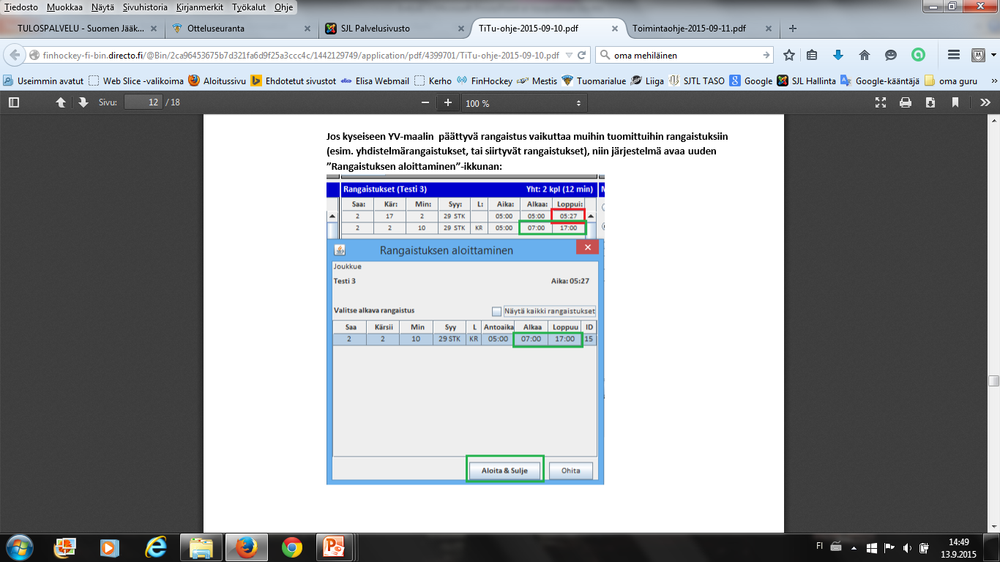 Tiedosto Muokkaa Näytä Sivuhistoria Kirjanmerkit Työkalut Ohje
TULOSPALVELU - Suomen Jääk... Otteluseuranta SJL Palvelusivusto TiTu-ohje-2015-09-10.pdf Toimintaohje-2015-09-11.pdf
finhockey-fi-bin.directo.fi/@Bin/2ca96453675b7d321fa6d9f25a3ccc4c/1442129749/application/pdf/4399701/TiTu-ohje-2015-09-10.pdf oma mehiläinen
Useimmin avatut Web Slice -valikoima Aloitussivu Ehdotetut sivustot Elisa Webmail Kerho FinHockey Mestis Tuomarialue Liiga SJTL TASO Google SJL Hallinta Google-kääntäjä oma guru
Sivu: 12 / 18 100 %
Jos kyseiseen YV-maalin päättyvä rangaistus vaikuttaa muihin tuomittuihin rangaistuksiin
(esim. yhdistelmärangaistukset, tai siirtyvät rangaistukset), niin järjestelmä avaa uuden
”Rangaistuksen aloittaminen”-ikkunan:
Rangaistukset (Testi 3) Yht: 2 kpl (12 min)
Saa: Kär: Min: Syy: L: Aika: Alkaa: Loppui:
2 17 2 29 STK 05:00 05:00 05:27
2 2 10 29 STK KR 05:00 07:00 17:00
Rangaistuksen aloittaminen
Joukkue
Testi 3 Aika: 05:27
Valitse alkava rangaistus Näytä kaikki rangaistukset
Saa Kärsii Min Syy L Antoaika Alkaa Loppuu ID
2 2 10 29 STK KR 05:00 07:00 17:00 15
Aloita & Sulje Ohita
FI 14:49
13.9.2015